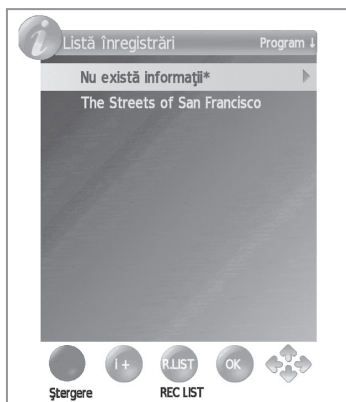 i
Listă înregistrări Program ↓
Nu există informaţii*
The Streets of San Francisco
i + R.LIST OK
Ştergere REC LIST